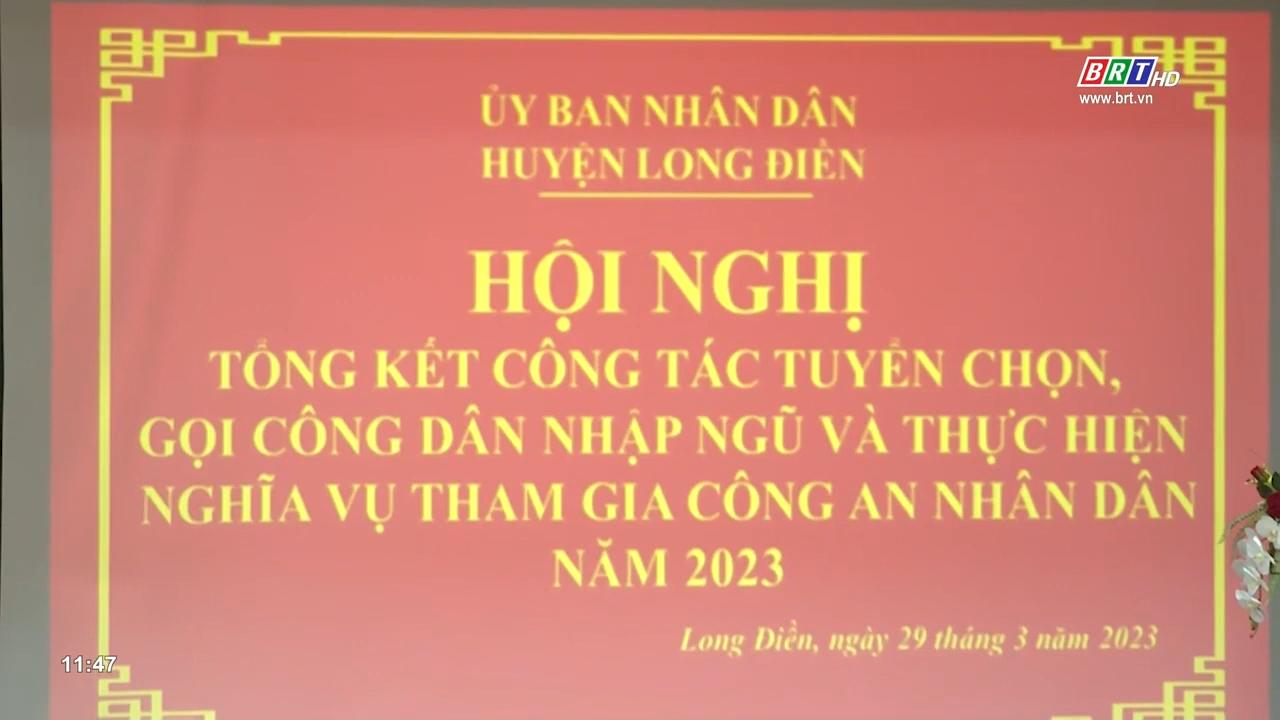 BRT HD
www.brt.vn
ỦY BAN NHÂN DÂN
HUYỆN LONG ĐIỀN
HỘI NGHỊ
TỔNG KẾT CÔNG TÁC TUYỂN CHỌN,
GỌI CÔNG DÂN NHẬP NGŨ VÀ THỰC HIỆN
NGHĨA VỤ THAM GIA CÔNG AN NHÂN DÂN
NĂM 2023
Long Điền, ngày 29 tháng 3 năm 2023
11:47